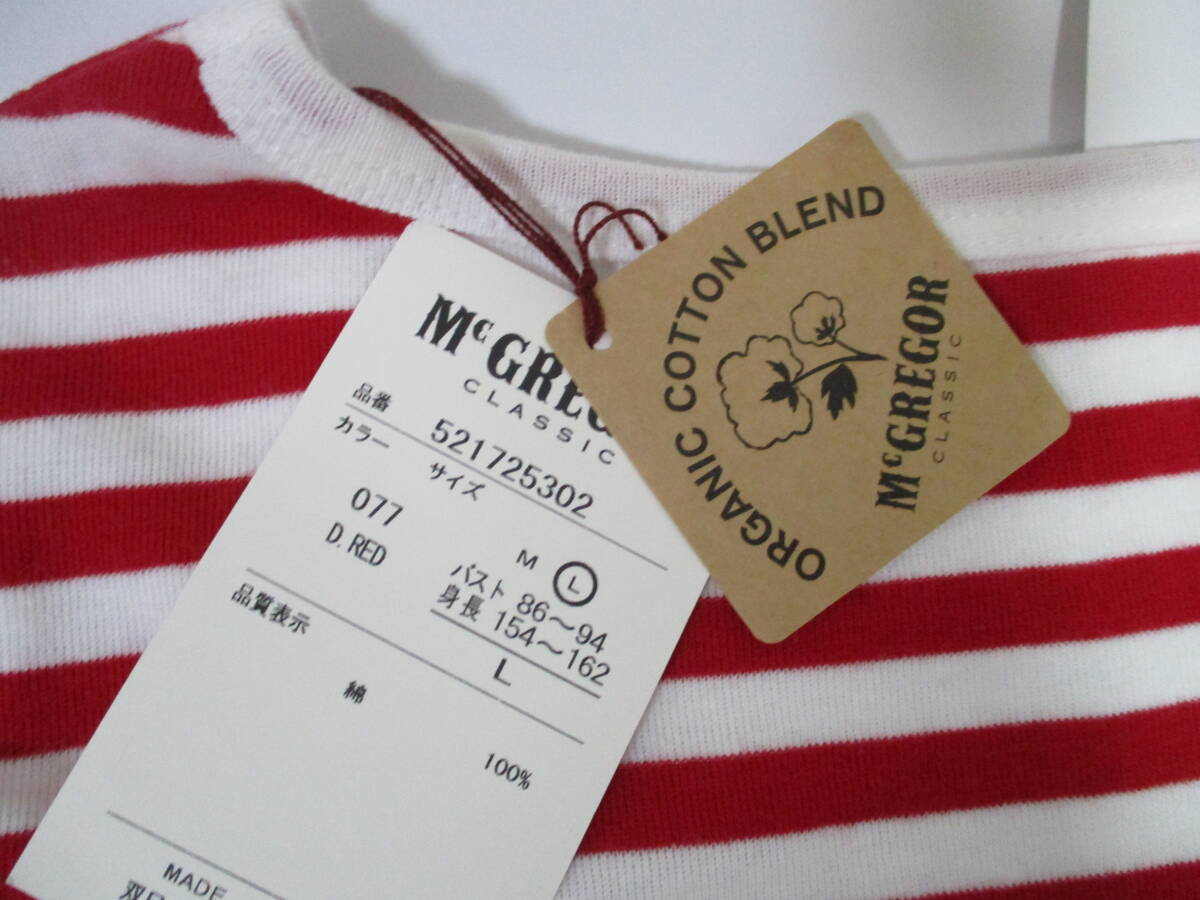 McGRE
CLASSIC
品番 521725302
カラー サイズ
077
D. RED
M L
バスト 86〜94
身長 154〜162
L
品質表示
綿
100%
MADE
ORGANIC COTTON BLEND
McGREGOR
CLASSIC